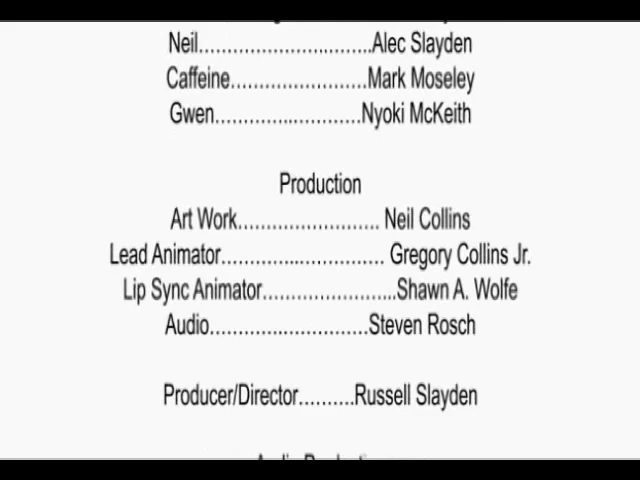 Neil……………………..……..Alec Slayden
Caffeine……………………Mark Moseley
Gwen…………...…………Nyoki McKeith
Production
Art Work……………………. Neil Collins
Lead Animator…………...………… Gregory Collins Jr.
Lip Sync Animator…………………...Shawn A. Wolfe
Audio………..……………Steven Rosch
Producer/Director……….Russell Slayden